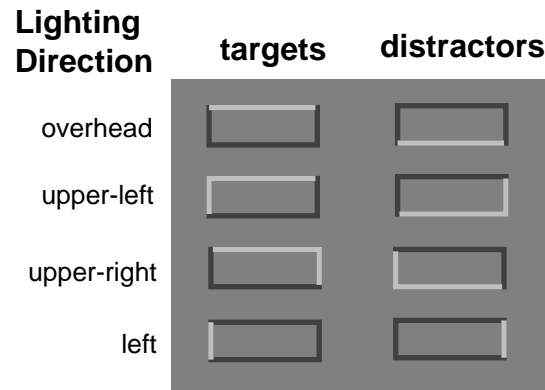 Lighting
Direction
targets
distractors
overhead
upper-left
upper-right
left